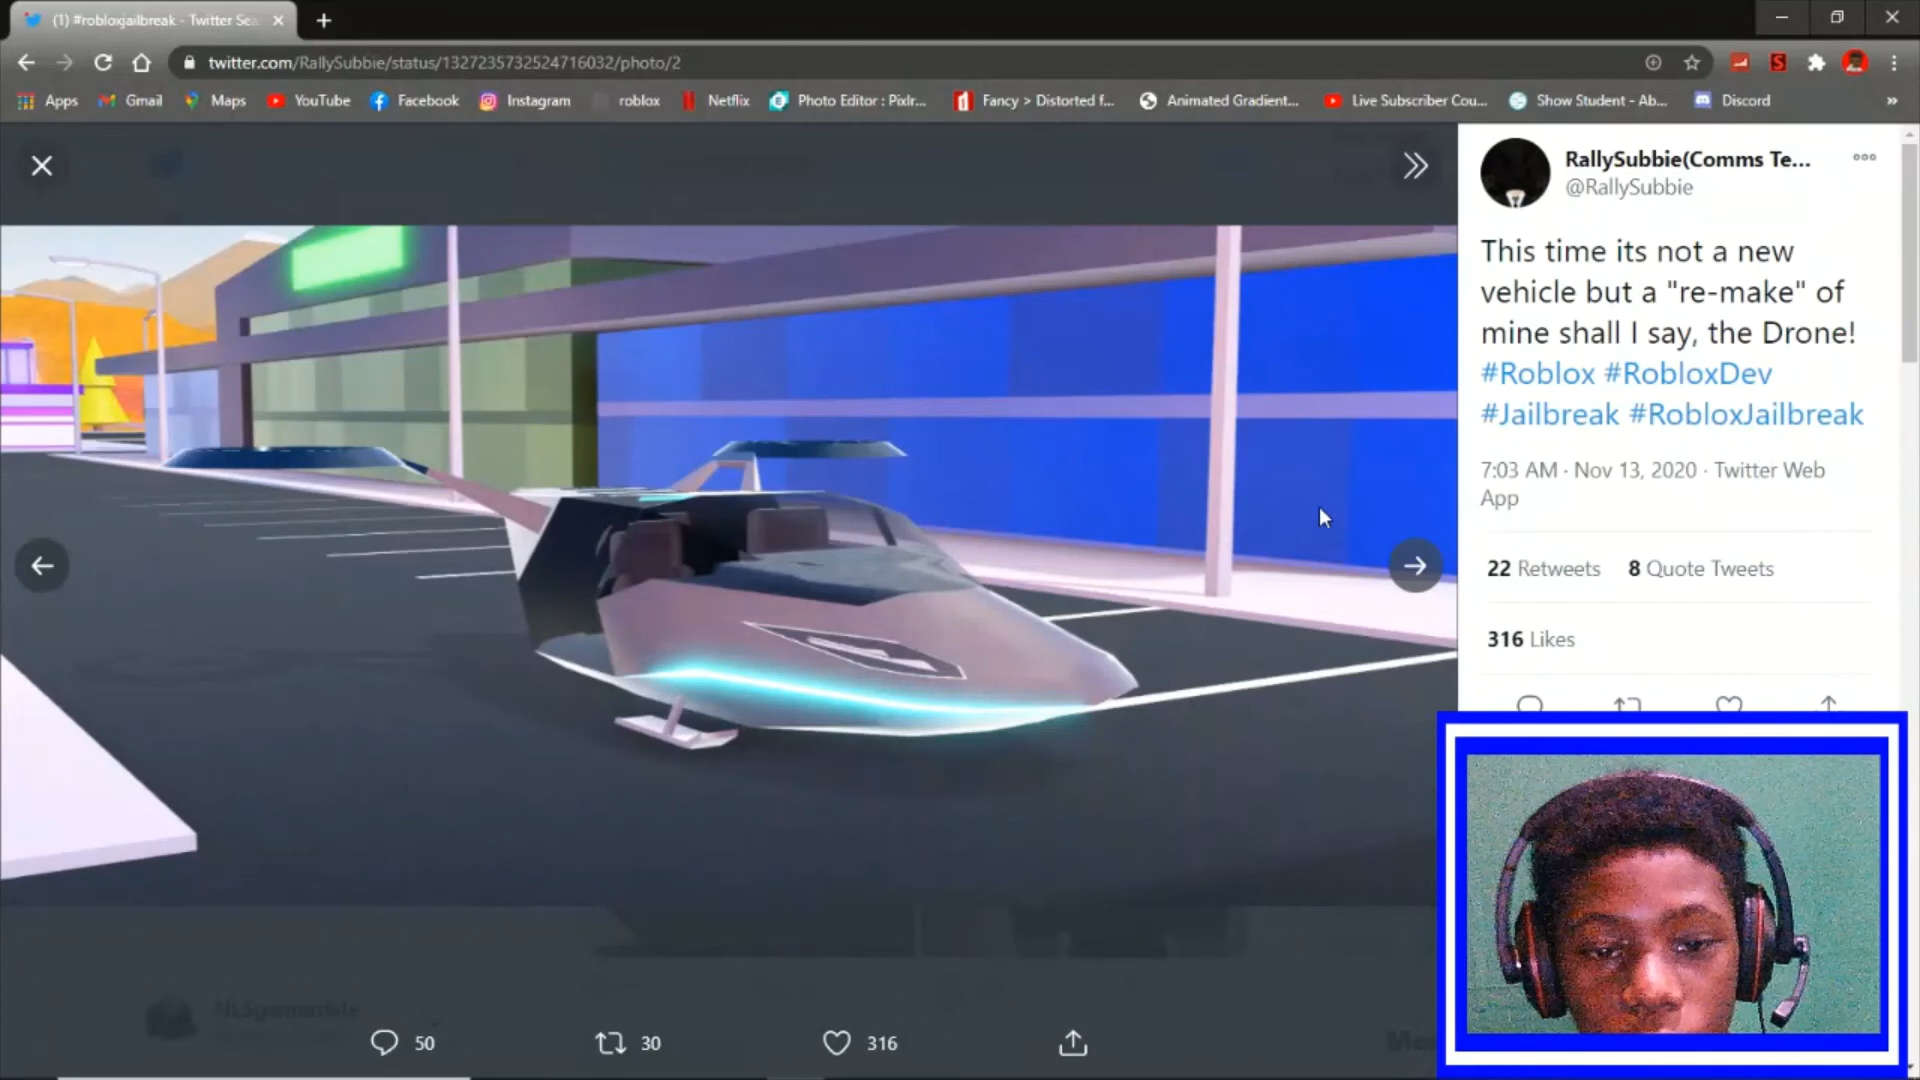 (1) #robloxjailbreak - Twitter Sea
twitter.com/RallySubbie/status/1327235732524716032/photo/2
Apps Gmail Maps YouTube Facebook Instagram roblox Netflix Photo Editor : Pixlr... Fancy > Distorted f... Animated Gradient... Live Subscriber Cou... Show Student - Ab... Discord »
RallySubbie(Comms Te...
@RallySubbie
This time its not a new
vehicle but a "re-make" of
mine shall I say, the Drone!
#Roblox #RobloxDev
#Jailbreak #RobloxJailbreak
7:03 AM · Nov 13, 2020 · Twitter Web
App
22 Retweets 8 Quote Tweets
316 Likes
50 30 316